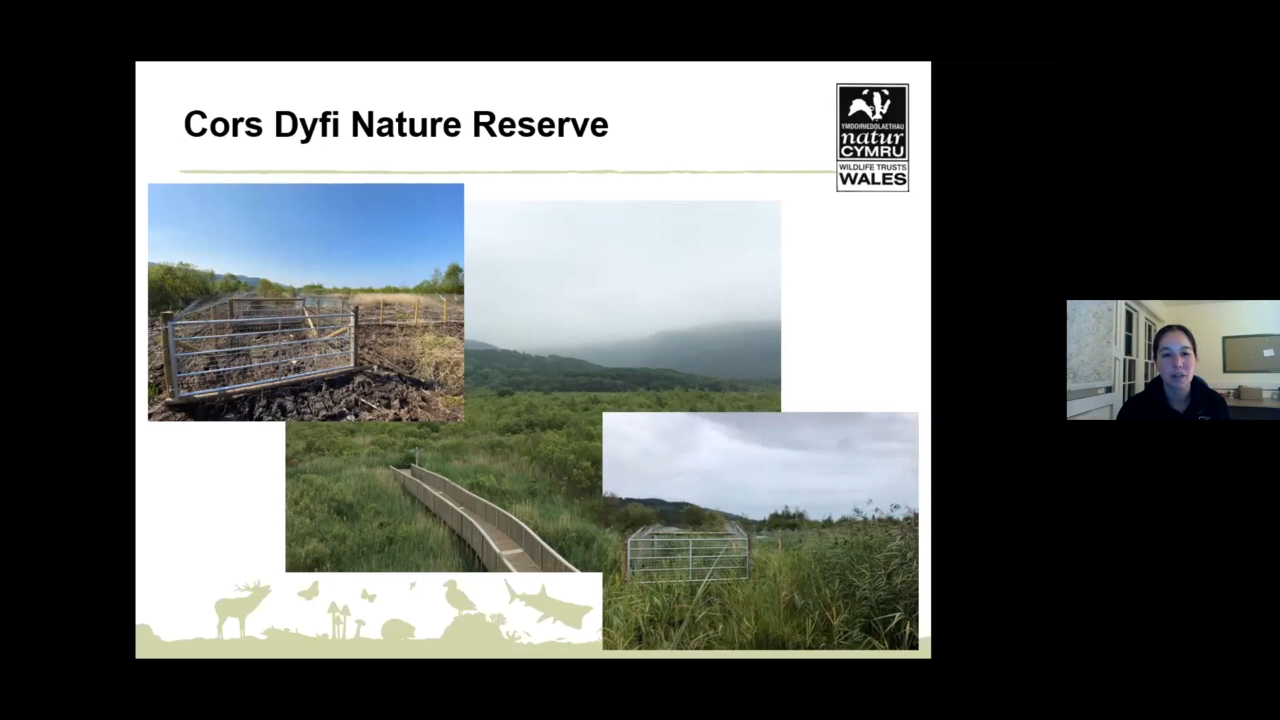 Cors Dyfi Nature Reserve
YMDDIRIEDOLAETHAU
natur
CYMRU
WILDLIFE TRUSTS
WALES